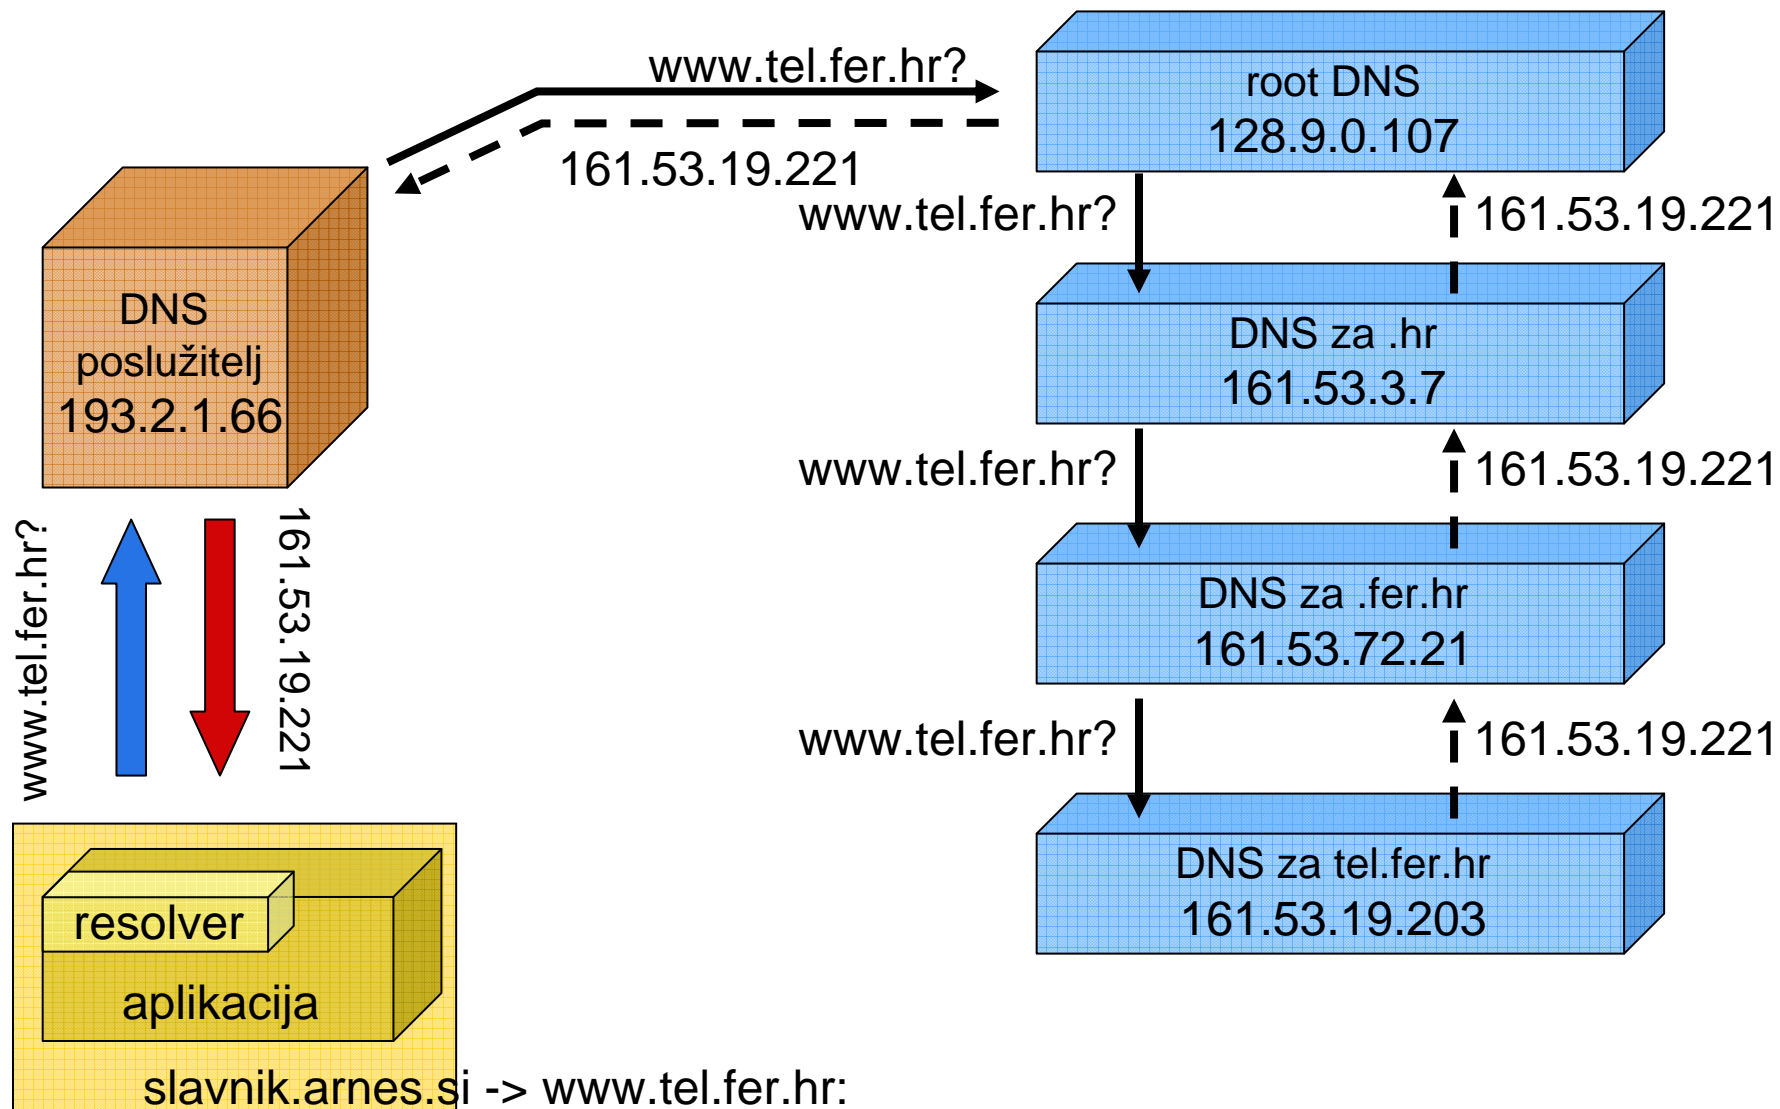 www.tel.fer.hr?
161.53.19.221
root DNS
128.9.0.107
www.tel.fer.hr?
161.53.19.221
DNS
poslužitelj
193.2.1.66
DNS za .hr
161.53.3.7
www.tel.fer.hr?
161.53.19.221
www.tel.fer.hr?
161.53.19.221
DNS za .fer.hr
161.53.72.21
www.tel.fer.hr?
161.53.19.221
DNS za tel.fer.hr
161.53.19.203
resolver
aplikacija
slavnik.arnes.si -> www.tel.fer.hr: